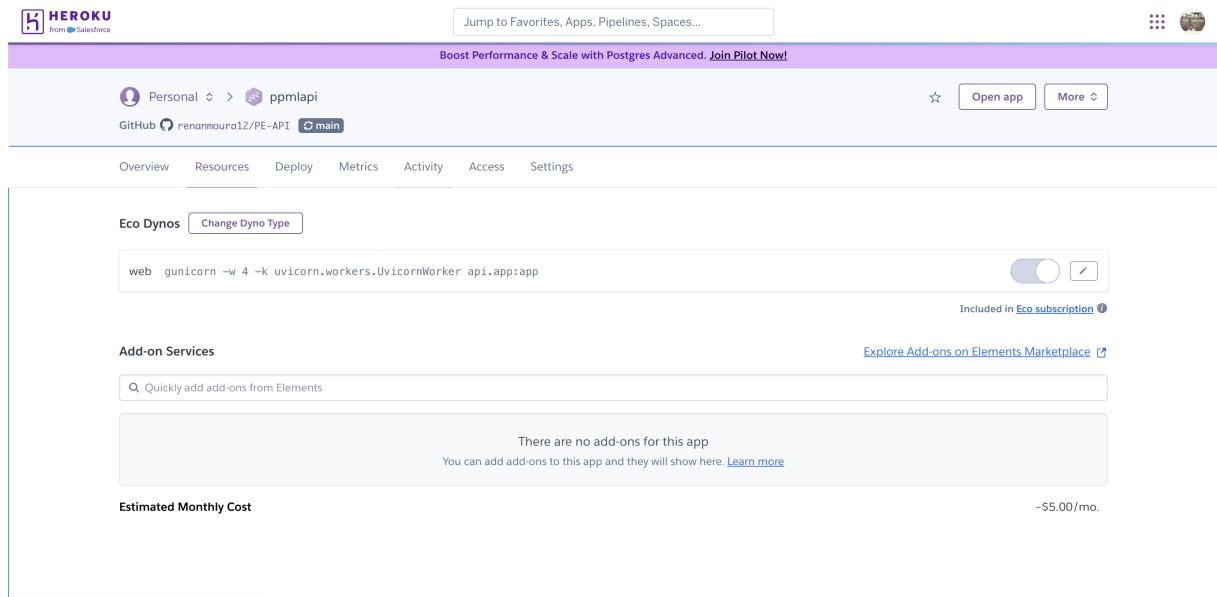 HEROKU
from Salesforce
Jump to Favorites, Apps, Pipelines, Spaces...
Boost Performance & Scale with Postgres Advanced. Join Pilot Now!
Personal > ppmlapi
Open app
More
GitHub renanmoura12/PE-API main
Overview Resources Deploy Metrics Activity Access Settings
Eco Dynos Change Dyno Type
web gunicorn -w 4 -k uvicorn.workers.UvicornWorker api.app:app
Included in Eco subscription
Add-on Services Explore Add-ons on Elements Marketplace
Quickly add add-ons from Elements
There are no add-ons for this app
You can add add-ons to this app and they will show here. Learn more
Estimated Monthly Cost ~$5.00/mo.